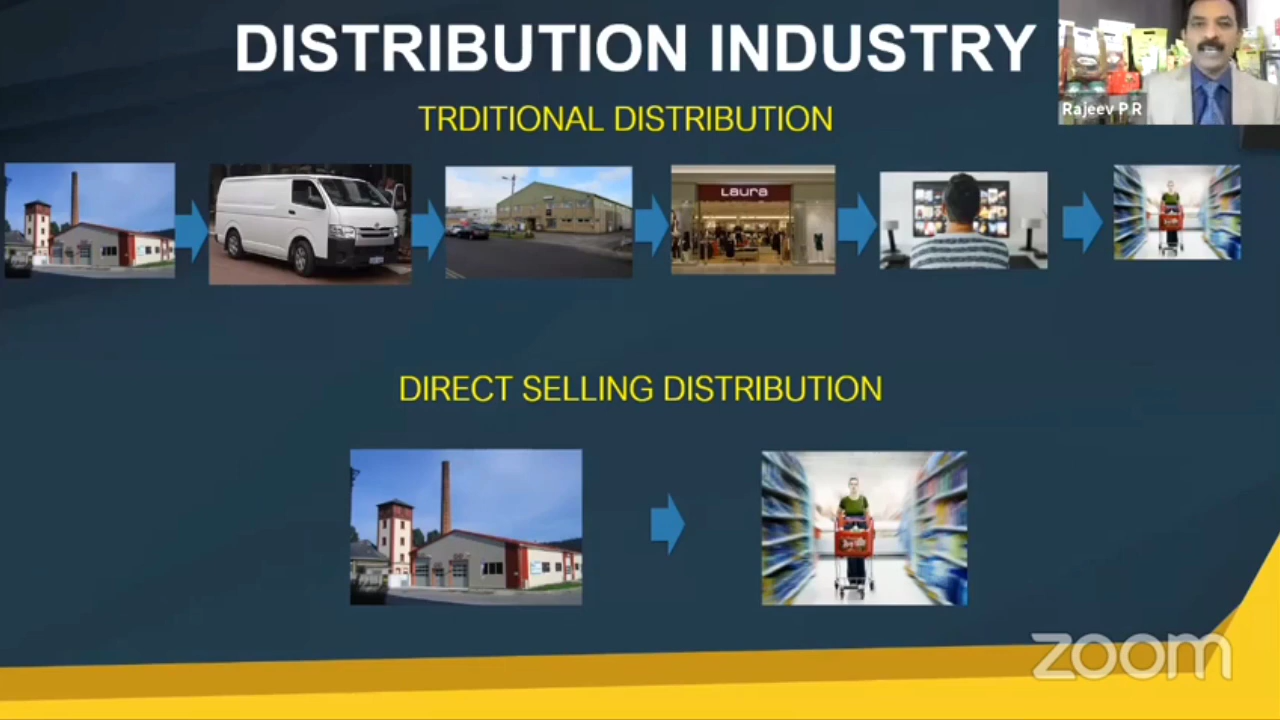 DISTRIBUTION INDUSTRY
Rajeev P R
TRDITIONAL DISTRIBUTION
Laura
DIRECT SELLING DISTRIBUTION
zoom